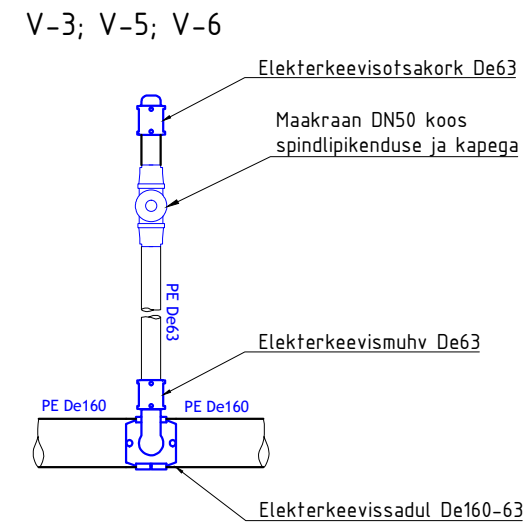 V-3; V-5; V-6
Elekterkeevisotsakork De63
Maakraan DN50 koos
spindlipikenduse ja kapega
PE De63
Elekterkeevismuhv De63
PE De160
PE De160
Elekterkeevissadul De160-63